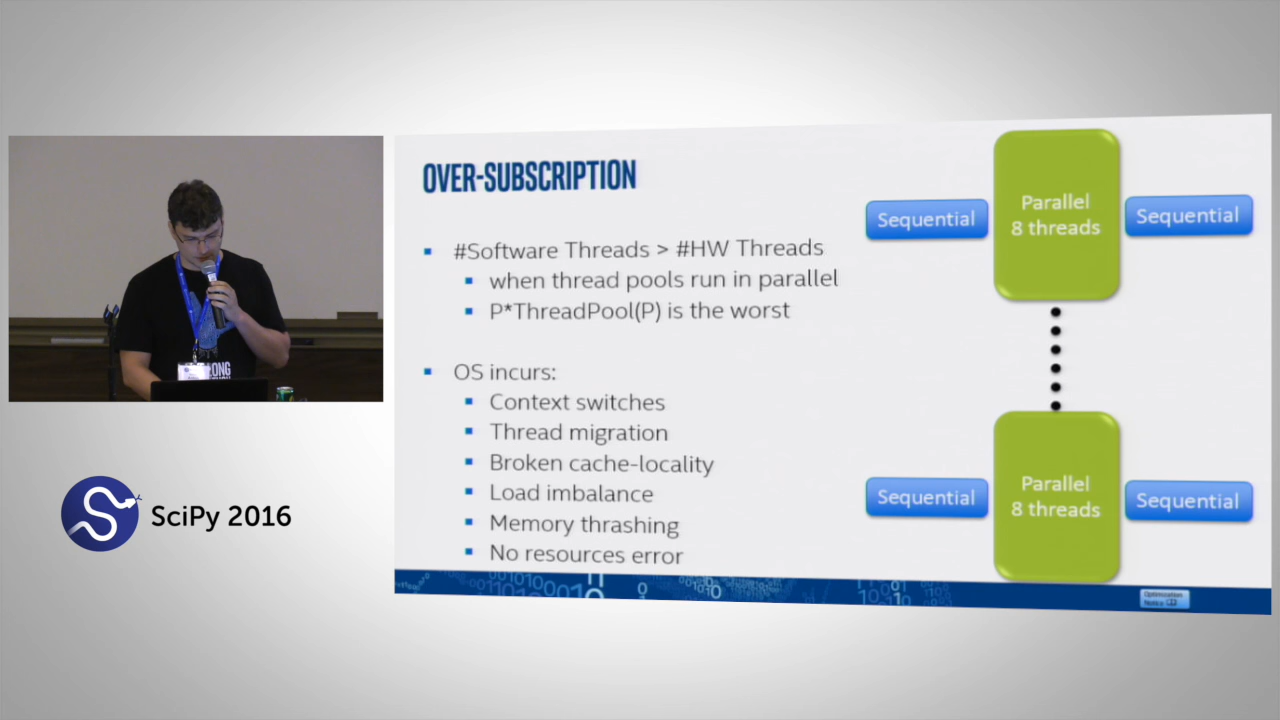 OVER-SUBSCRIPTION
#Software Threads > #HW Threads
when thread pools run in parallel
P*ThreadPool(P) is the worst
OS incurs:
Context switches
Thread migration
Broken cache-locality
Load imbalance
Memory thrashing
No resources error
Sequential
Parallel
8 threads
Sequential
Sequential
Parallel
8 threads
Sequential
Optimization
Notice
SciPy 2016